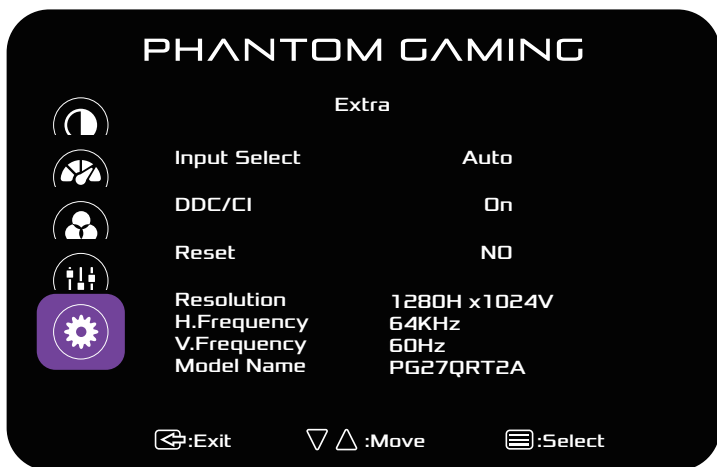 PHANTOM GAMING
Extra
Input Select Auto
DDC/CI On
Reset NO
Resolution 1280H x1024V
H.Frequency 64KHz
V.Frequency 60Hz
Model Name PG27QRT2A
:Exit :Move :Select